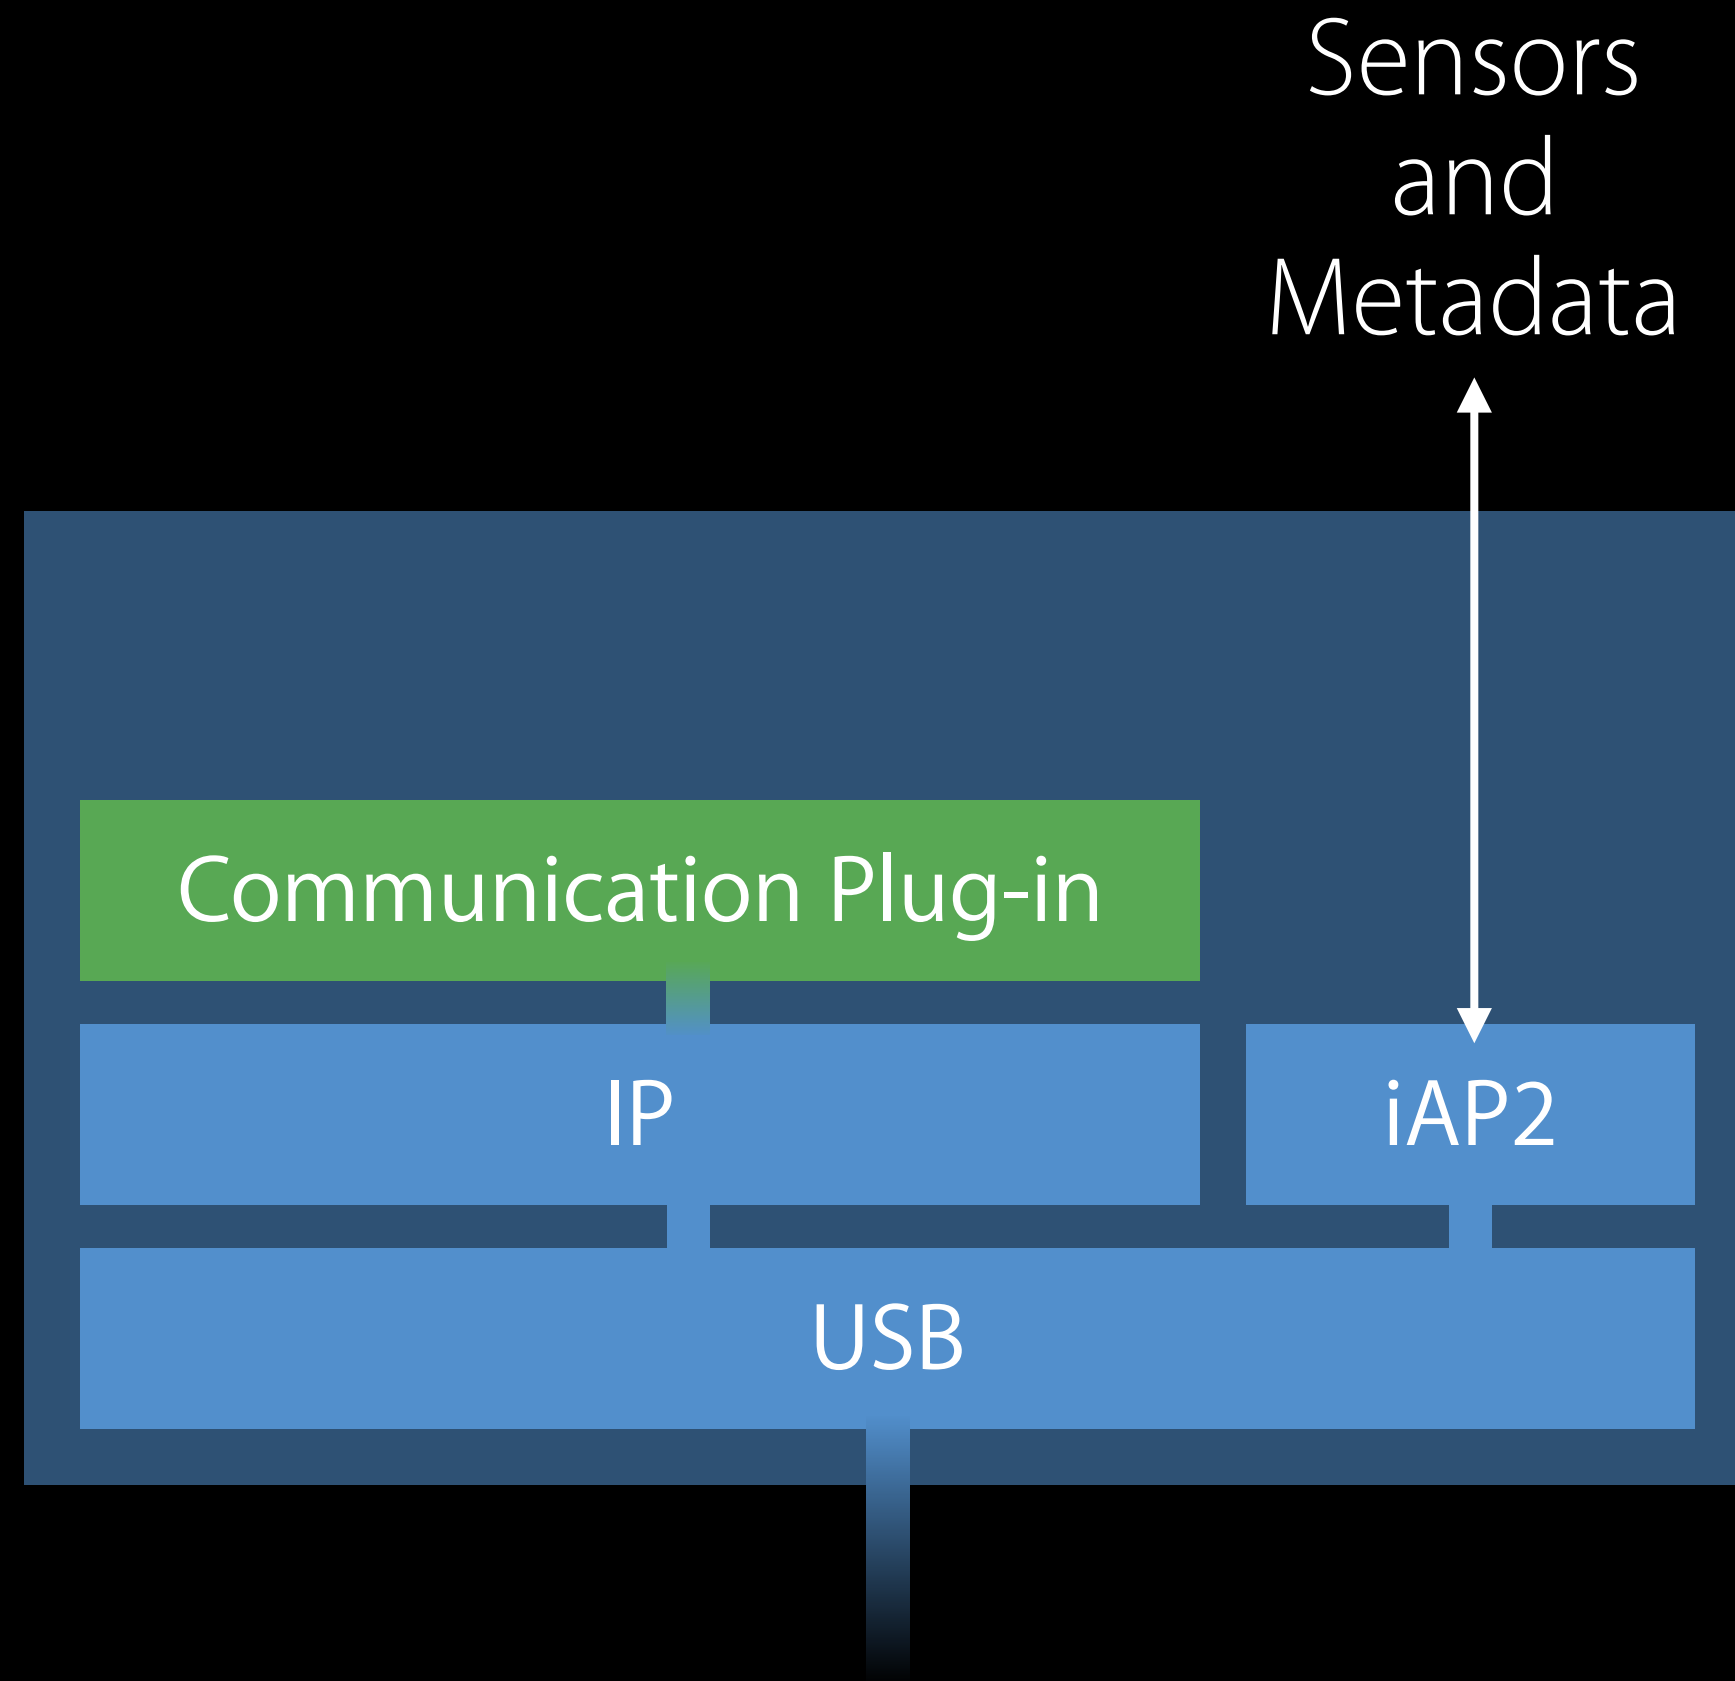 Sensors
and
Metadata
Communication Plug-in
IP
iAP2
USB